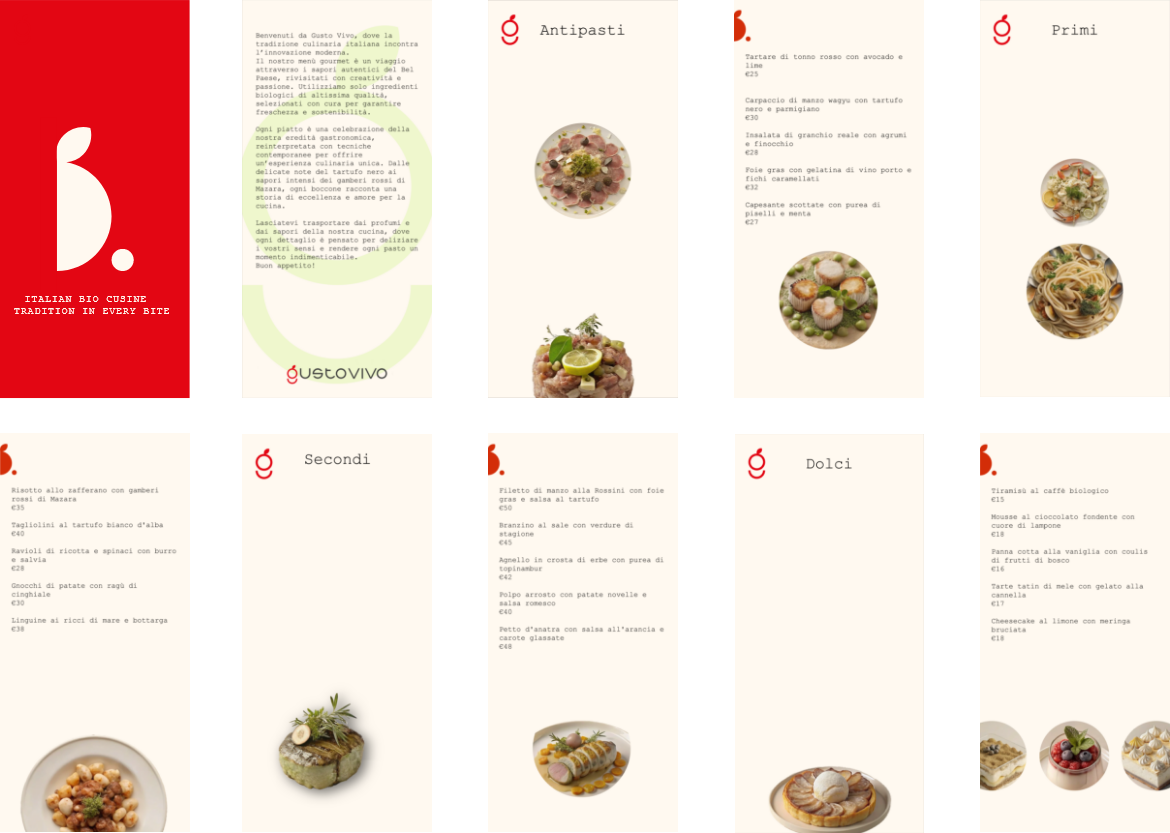 ITALIAN BIO CUSINE
TRADITION IN EVERY BITE
Benvenuti da Gusto Vivo, dove la
tradizione culinaria italiana incontra
l'innovazione moderna.
Il nostro menù gourmet è un viaggio
attraverso i sapori autentici del Bel
Paese, rivisitati con creatività e
passione. Utilizziamo solo ingredienti
biologici di altissima qualità,
selezionati con cura per garantire
freschezza e sostenibilità.
Ogni piatto è una celebrazione della
nostra eredità gastronomica,
reinterpretata con tecniche
contemporanee per offrire
un'esperienza culinaria unica. Dalle
delicate note del tartufo nero ai
sapori intensi dei gamberi rossi di
Mazara, ogni boccone racconta una
storia di eccellenza e amore per la
cucina.
Lasciatevi trasportare dai profumi e
dai sapori della nostra cucina, dove
ogni dettaglio è pensato per deliziare
i vostri sensi e rendere ogni pasto un
momento indimenticabile.
Buon appetito!
gustovivo
Antipasti
Tartare di tonno rosso con avocado e
lime
€25
Carpaccio di manzo wagyu con tartufo
nero e parmigiano
€30
Insalata di granchio reale con agrumi
e finocchio
€28
Foie gras con gelatina di vino porto e
fichi caramellati
€32
Capesante scottate con purea di
piselli e menta
€27
Primi
Risotto allo zafferano con gamberi
rossi di Mazara
€35
Tagliolini al tartufo bianco d'alba
€40
Ravioli di ricotta e spinaci con burro
e salvia
€28
Gnocchi di patate con ragù di
cinghiale
€30
Linguine ai ricci di mare e bottarga
€38
Secondi
Filetto di manzo alla Rossini con foie
gras e salsa al tartufo
€50
Branzino al sale con verdure di
stagione
€45
Agnello in crosta di erbe con purea di
topinambur
€42
Polpo arrosto con patate novelle e
salsa romesco
€40
Petto d'anatra con salsa all'arancia e
carote glassate
€48
Dolci
Tiramisù al caffè biologico
€15
Mousse al cioccolato fondente con
cuore di lampone
€18
Panna cotta alla vaniglia con coulis
di frutti di bosco
€16
Tarte tatin di mele con gelato alla
cannella
€17
Cheesecake al limone con meringa
bruciata
€18